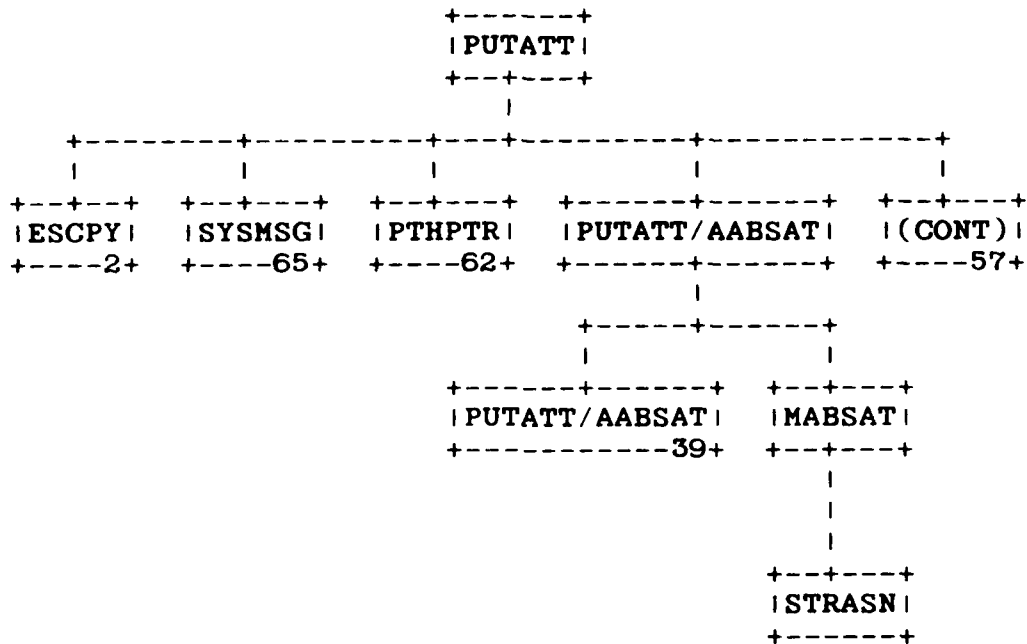 PUTATT
ESCPY SYSMSG PTHPTR PUTATT/AABSAT (CONT)
2 65 62 57
PUTATT/AABSAT MABSAT
39
STRASN